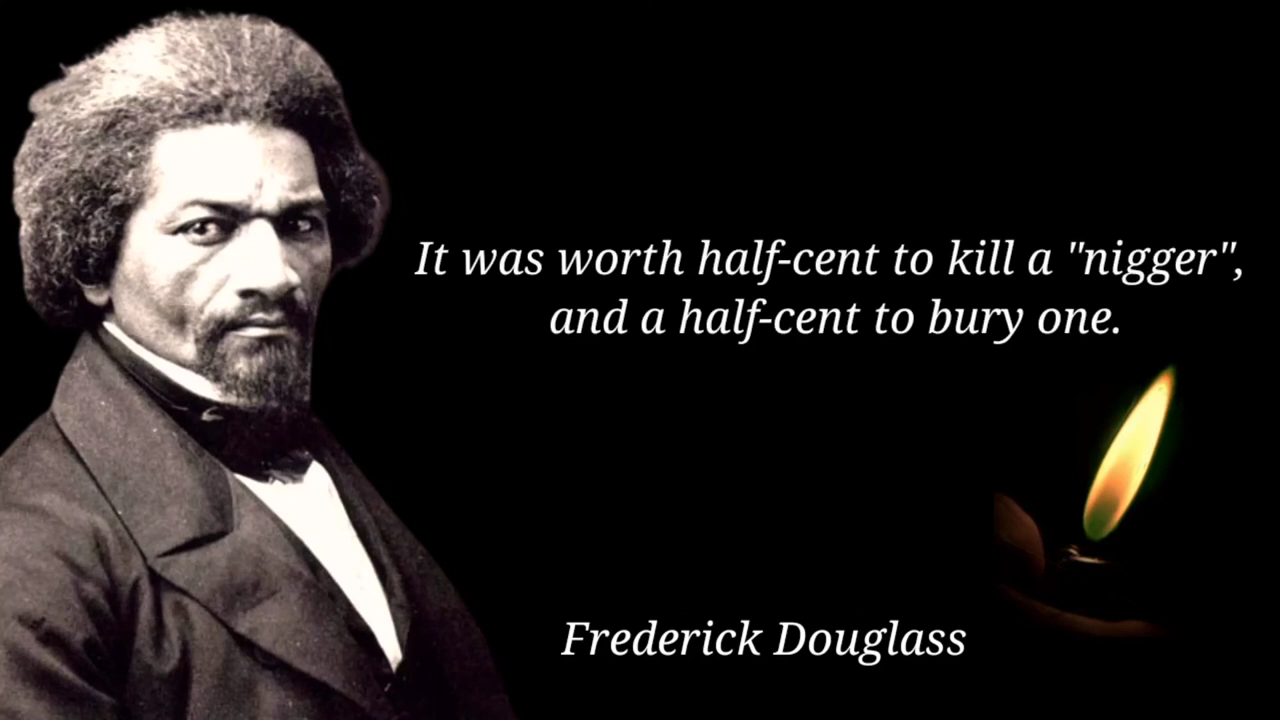 It was worth half-cent to kill a "nigger",
and a half-cent to bury one.
Frederick Douglass